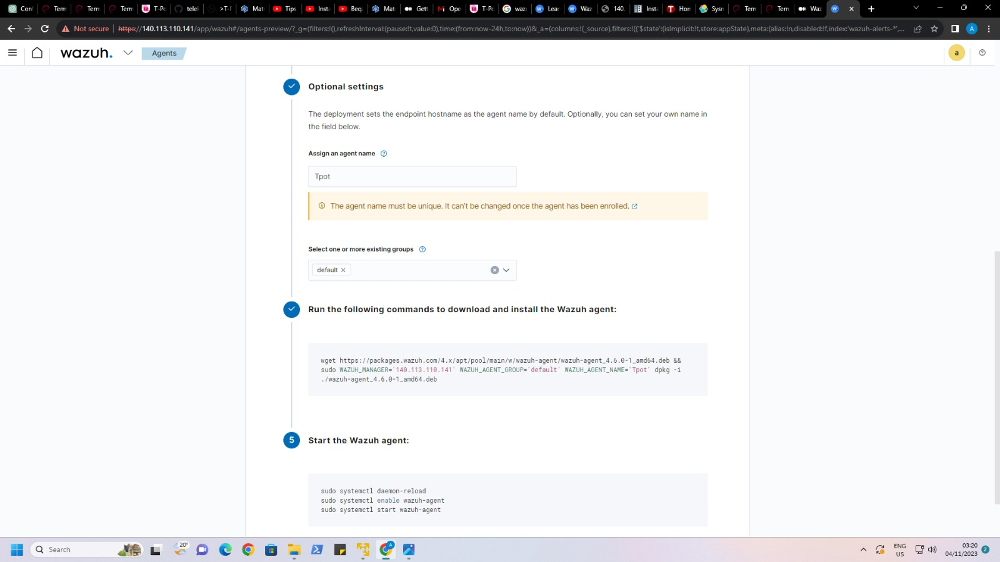 Conf
Term
Term
Term
T-Po
telek
>T-F
Mat
Tips
Insta
Beq
Mat
Gett
Ope
T-Po
wazu
Lear
Waz
140.
Insta
Hon
Sysn
Term
Term
Waz
Not secure https://140.113.110.141/app/wazuh#/agents-preview/?_g=(filters:!(),refreshInterval:(pause:!t,value:0),time:(from:now-24h,to:now))&_a=(columns:!(_source),filters:!(('$state':(isImplicit:!t,store:appState),meta:(alias:!n,disabled:!f,index:'wazuh-alerts-*',...
A
wazuh.
Agents
a
Optional settings
The deployment sets the endpoint hostname as the agent name by default. Optionally, you can set your own name in
the field below.
Assign an agent name
Tpot
The agent name must be unique. It can't be changed once the agent has been enrolled.
Select one or more existing groups
default
Run the following commands to download and install the Wazuh agent:
wget https://packages.wazuh.com/4.x/apt/pool/main/w/wazuh-agent/wazuh-agent_4.6.0-1_amd64.deb &&
sudo WAZUH_MANAGER='140.113.110.141' WAZUH_AGENT_GROUP='default' WAZUH_AGENT_NAME='Tpot' dpkg -i
./wazuh-agent_4.6.0-1_amd64.deb
5 Start the Wazuh agent:
sudo systemctl daemon-reload
sudo systemctl enable wazuh-agent
sudo systemctl start wazuh-agent
Search
20°
A
ENG
US
03:20
04/11/2023
2